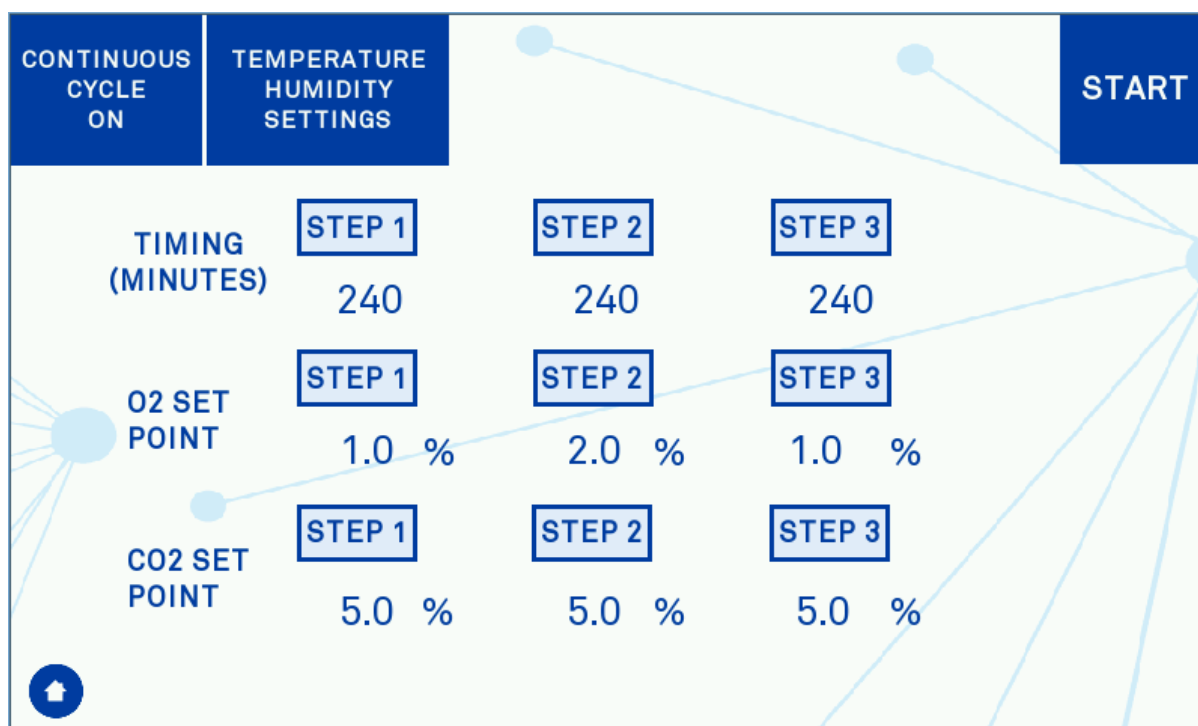 CONTINUOUS
CYCLE
ON
TEMPERATURE
HUMIDITY
SETTINGS
START
TIMING
(MINUTES)
STEP 1 STEP 2 STEP 3
240 240 240
O2 SET
POINT
STEP 1 STEP 2 STEP 3
1.0 % 2.0 % 1.0 %
CO2 SET
POINT
STEP 1 STEP 2 STEP 3
5.0 % 5.0 % 5.0 %